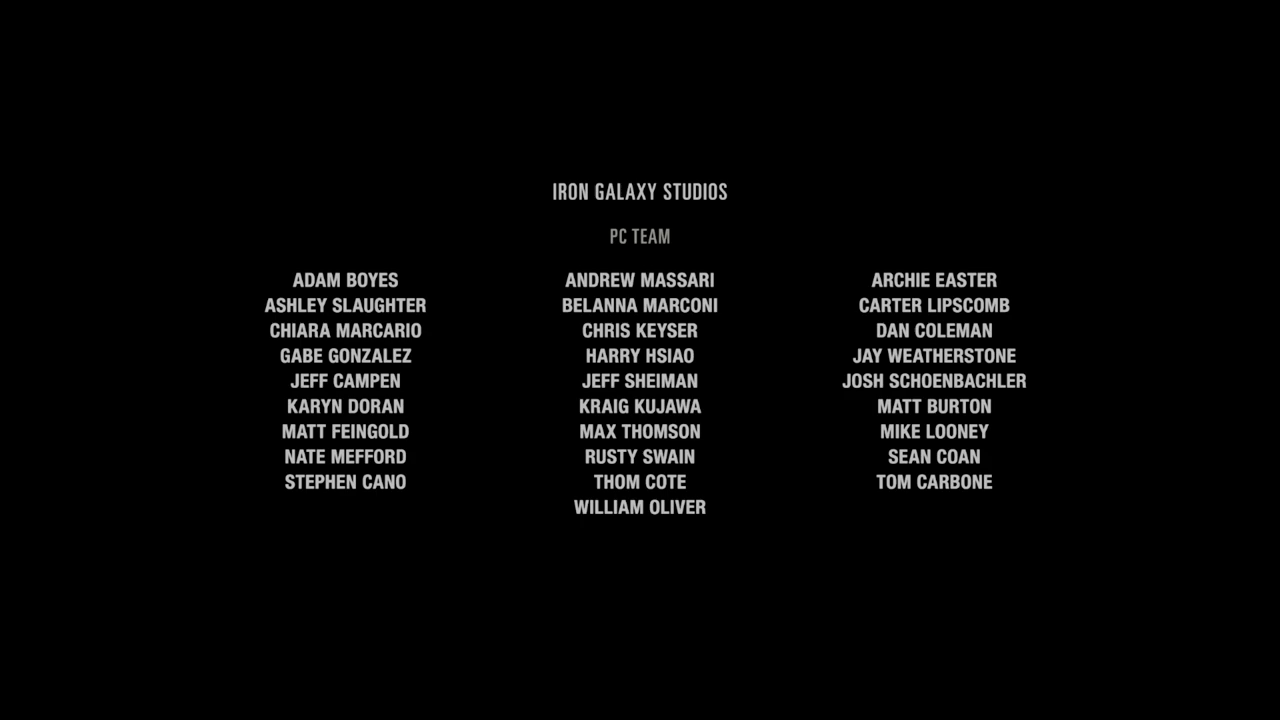 IRON GALAXY STUDIOS
PC TEAM
ADAM BOYES ANDREW MASSARI ARCHIE EASTER
ASHLEY SLAUGHTER BELANNA MARCONI CARTER LIPSCOMB
CHIARA MARCARIO CHRIS KEYSER DAN COLEMAN
GABE GONZALEZ HARRY HSIAO JAY WEATHERSTONE
JEFF CAMPEN JEFF SHEIMAN JOSH SCHOENBACHLER
KARYN DORAN KRAIG KUJAWA MATT BURTON
MATT FEINGOLD MAX THOMSON MIKE LOONEY
NATE MEFFORD RUSTY SWAIN SEAN COAN
STEPHEN CANO THOM COTE TOM CARBONE
WILLIAM OLIVER